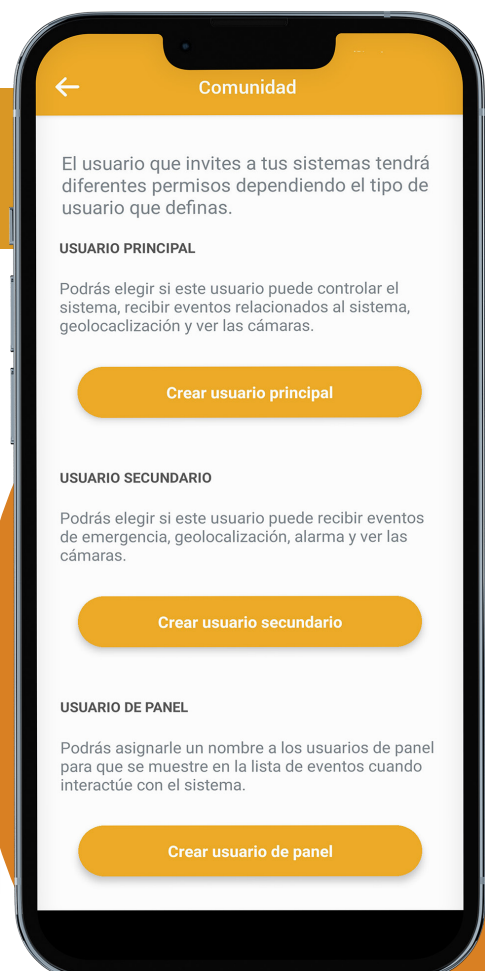 Comunidad
El usuario que invites a tus sistemas tendrá
diferentes permisos dependiendo el tipo de
usuario que definas.
USUARIO PRINCIPAL
Podrás elegir si este usuario puede controlar el
sistema, recibir eventos relacionados al sistema,
geolocaclización y ver las cámaras.
Crear usuario principal
USUARIO SECUNDARIO
Podrás elegir si este usuario puede recibir eventos
de emergencia, geolocalización, alarma y ver las
cámaras.
Crear usuario secundario
USUARIO DE PANEL
Podrás asignarle un nombre a los usuarios de panel
para que se muestre en la lista de eventos cuando
interactúe con el sistema.
Crear usuario de panel